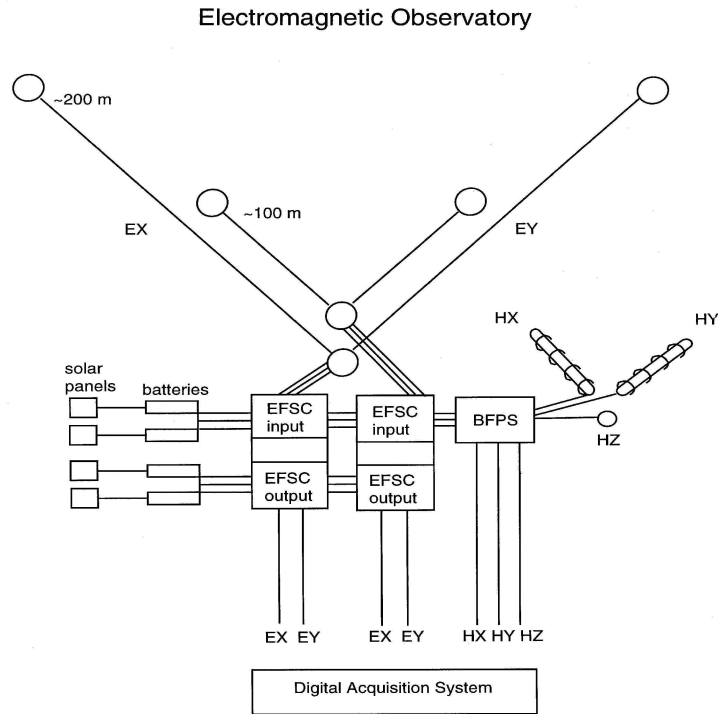 Electromagnetic Observatory
~200 m
~100 m
EX
EY
HX
HY
solar
panels
batteries
EFSC
input
EFSC
input
BFPS
HZ
EFSC
output
EFSC
output
EX EY
EX EY
HX HY HZ
Digital Acquisition System